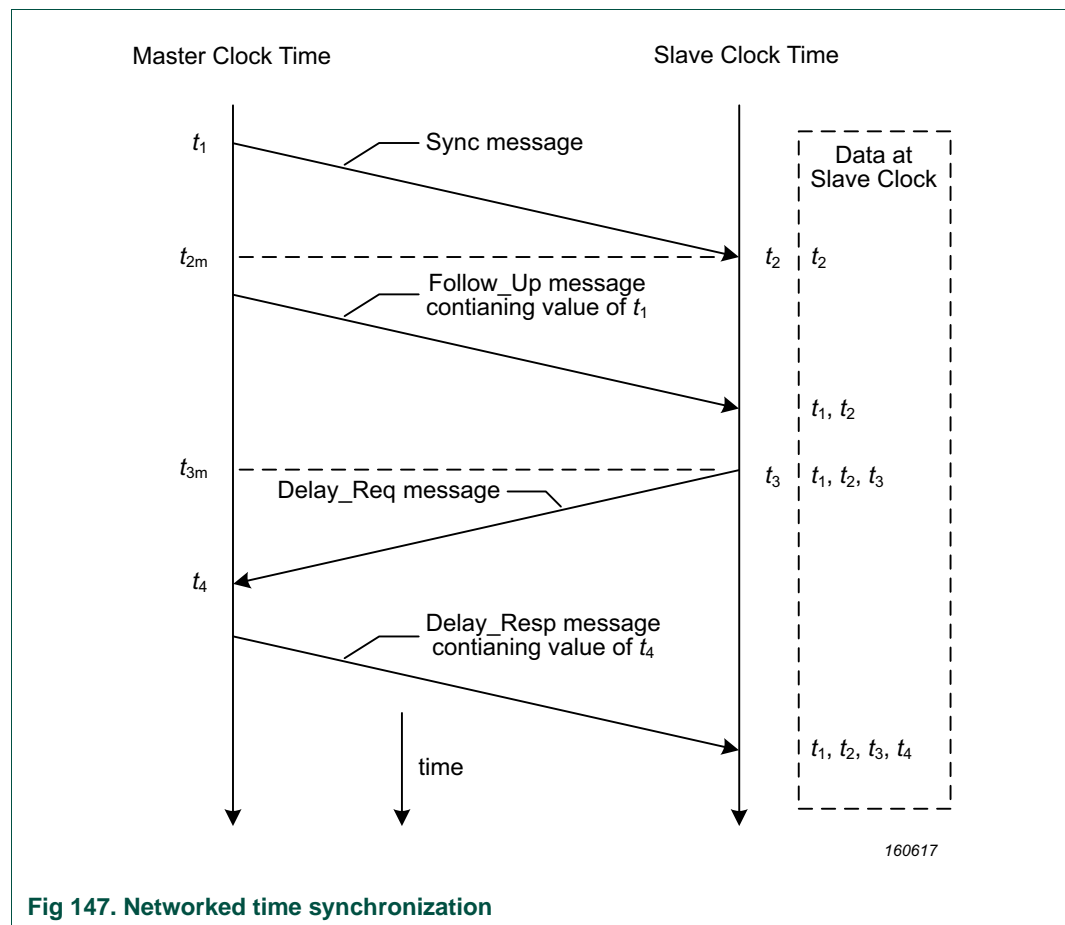 Master Clock Time
Slave Clock Time
t1
Sync message
Data at
Slave Clock
t2m
t2
t2
Follow_Up message
contianing value of t1
t1, t2
t3m
t3
t1, t2, t3
Delay_Req message
t4
Delay_Resp message
contianing value of t4
t1, t2, t3, t4
time
160617
Fig 147. Networked time synchronization